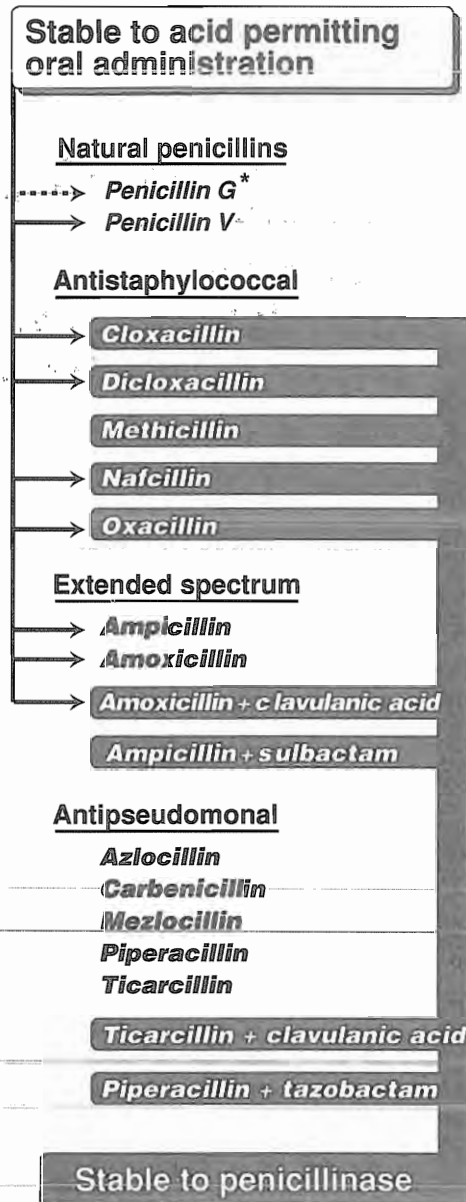 Stable to acid permitting
oral administration
Natural penicillins
Penicillin G*
Penicillin V
Antistaphylococcal
Cloxacillin
Dicloxacillin
Methicillin
Nafcillin
Oxacillin
Extended spectrum
Ampicillin
Amoxicillin
Amoxicillin + clavulanic acid
Ampicillin + sulbactam
Antipseudomonal
Azlocillin
Carbenicillin
Mezlocillin
Piperacillin
Ticarcillin
Ticarcillin + clavulanic acid
Piperacillin + tazobactam
Stable to penicillinase